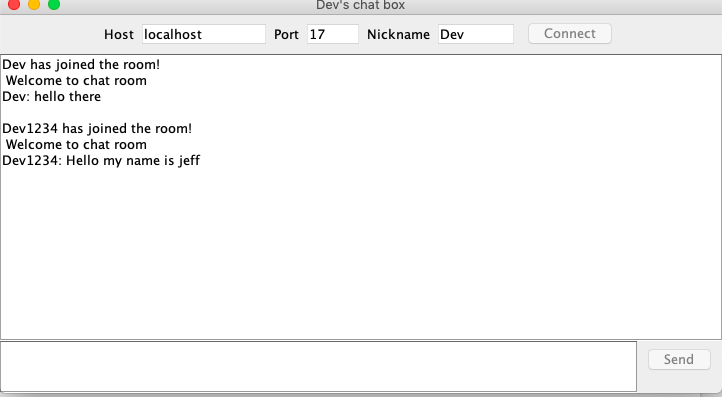 Dev's chat box
Host localhost Port 17 Nickname Dev Connect
Dev has joined the room!
Welcome to chat room
Dev: hello there
Dev1234 has joined the room!
Welcome to chat room
Dev1234: Hello my name is jeff
Send